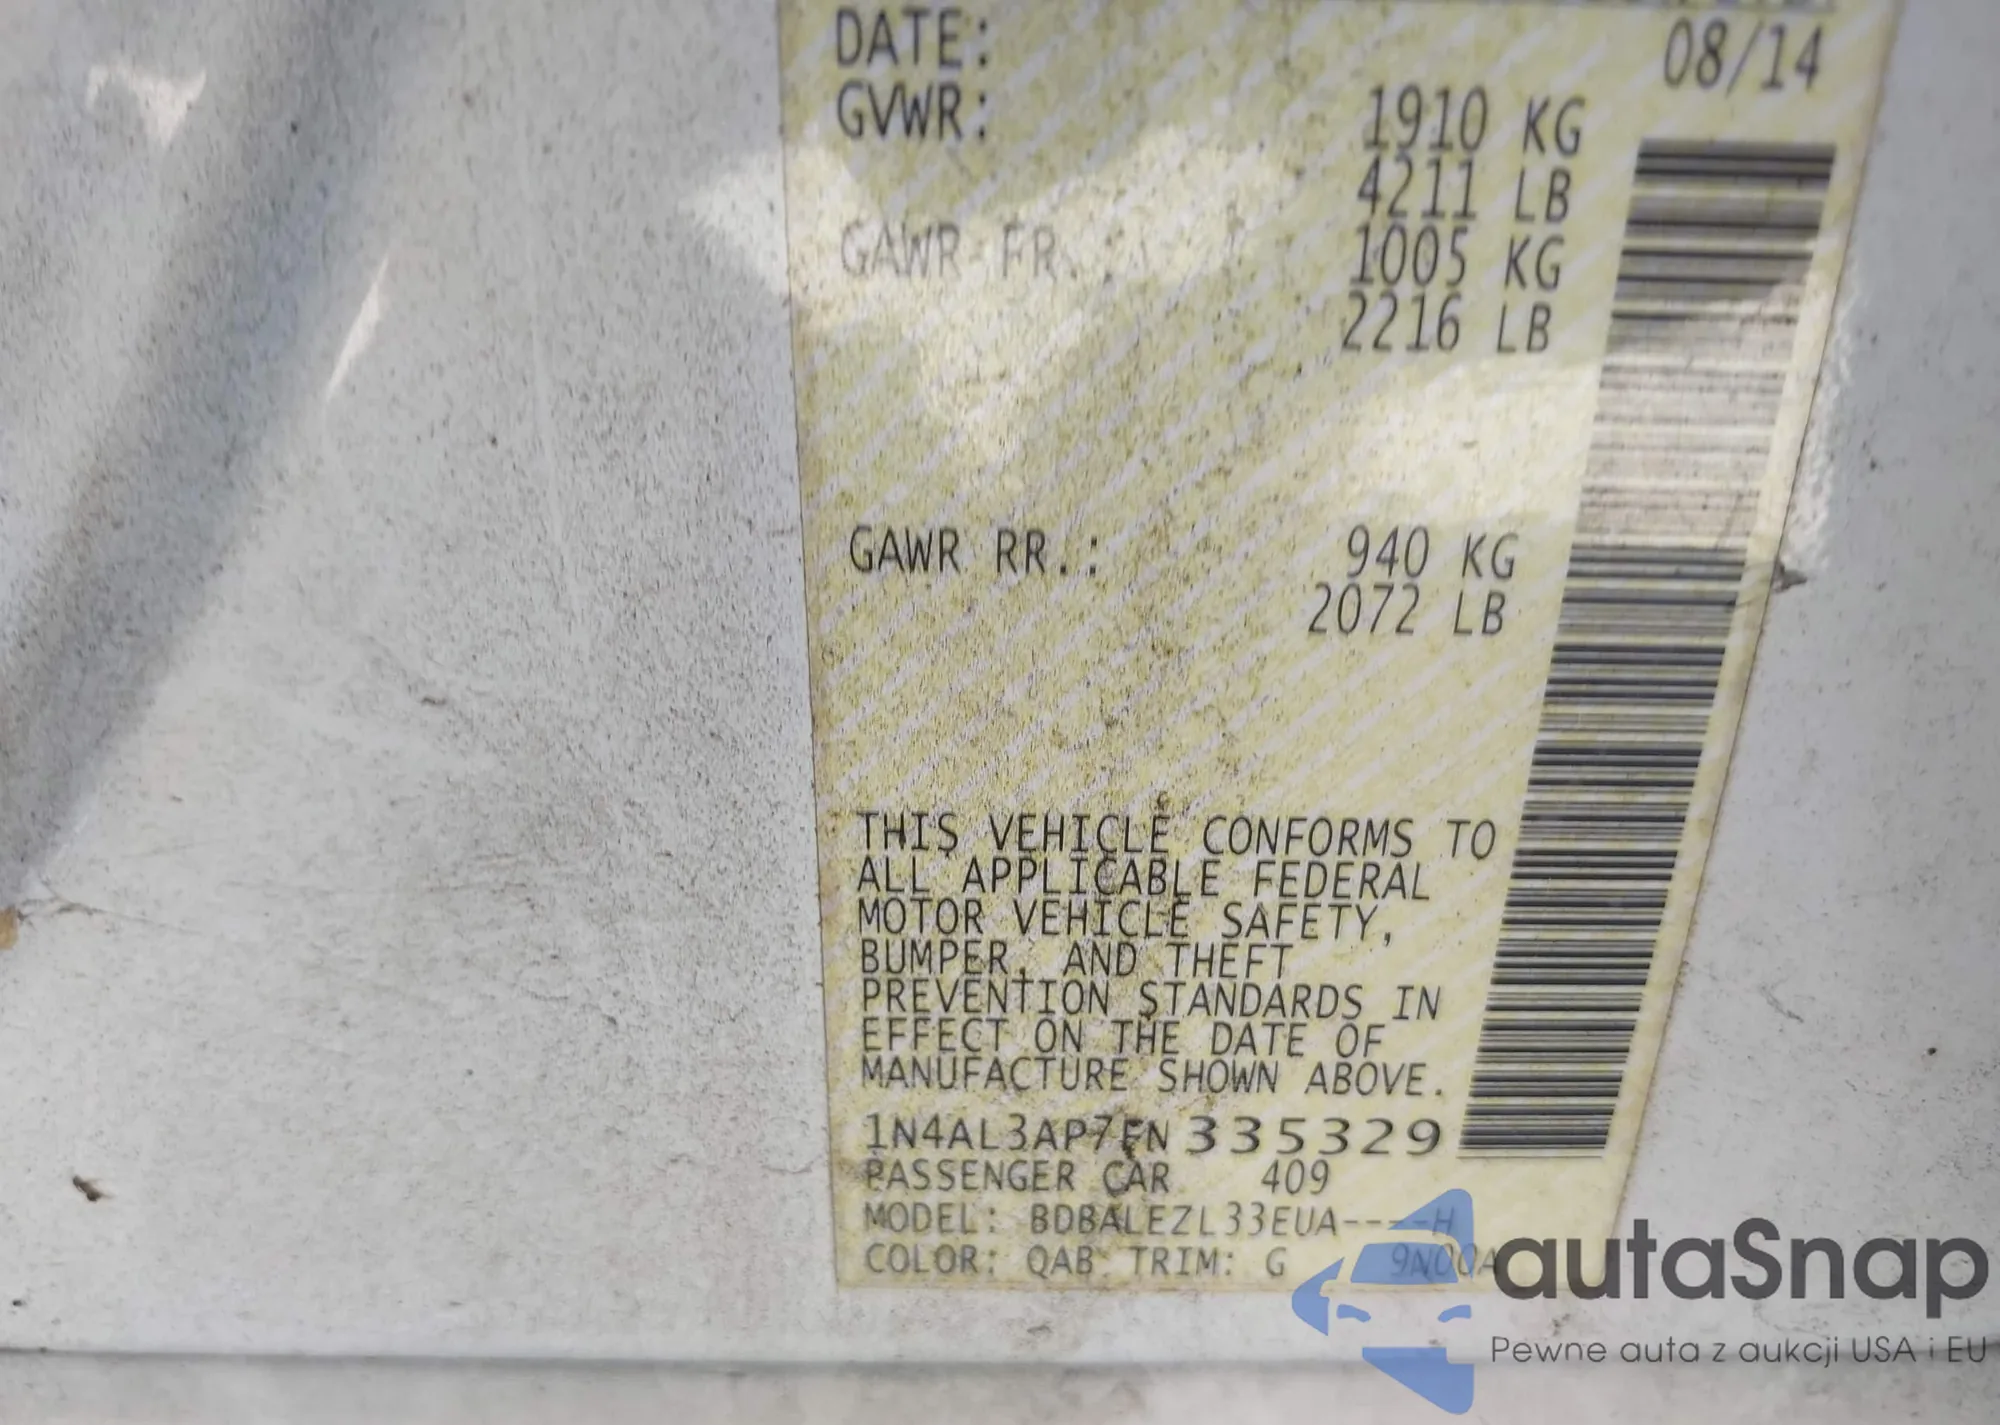 DATE: 08/14
GVWR: 1910 KG
4211 LB
GAWR FR. 1005 KG
2216 LB
GAWR RR.: 940 KG
2072 LB
THIS VEHICLE CONFORMS TO
ALL APPLICABLE FEDERAL
MOTOR VEHICLE SAFETY,
BUMPER, AND THEFT
PREVENTION STANDARDS IN
EFFECT ON THE DATE OF
MANUFACTURE SHOWN ABOVE.
1N4AL3AP7FN335329
PASSENGER CAR 409
MODEL: BDBALEZL33EUA----H
COLOR: QAB TRIM: G 9N00A
autaSnap
Pewne auta z aukcji USA i EU